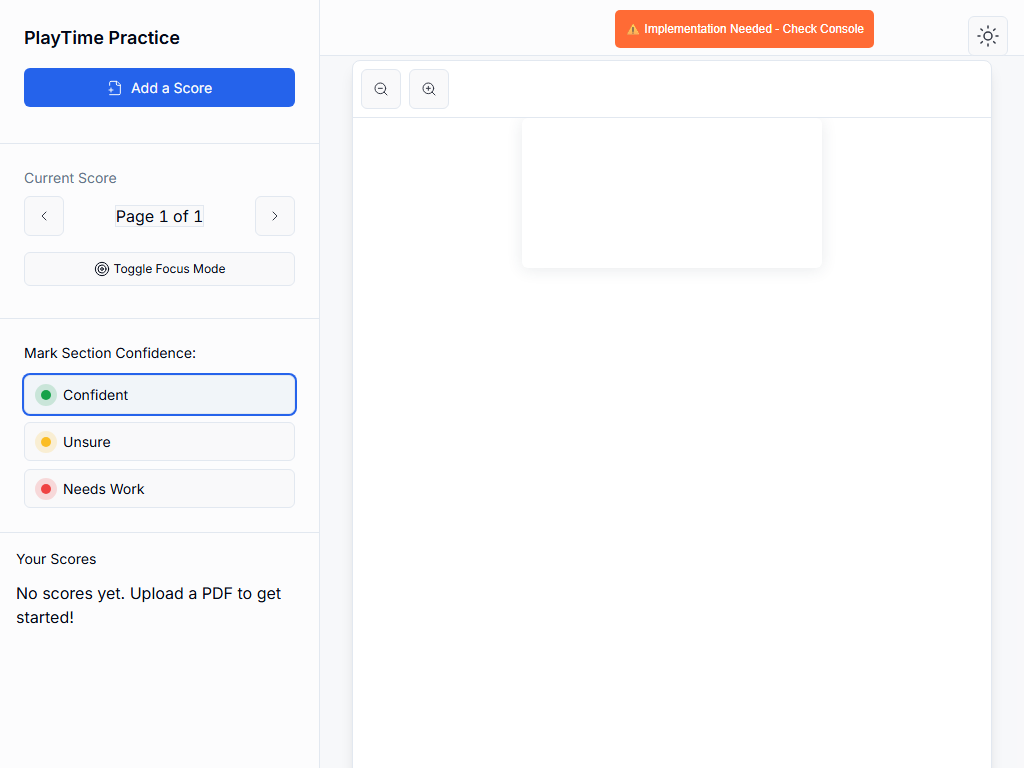 PlayTime Practice
Add a Score
Current Score
Page 1 of 1
Toggle Focus Mode
Mark Section Confidence:
Confident
Unsure
Needs Work
Your Scores
No scores yet. Upload a PDF to get
started!
⚠️ Implementation Needed - Check Console